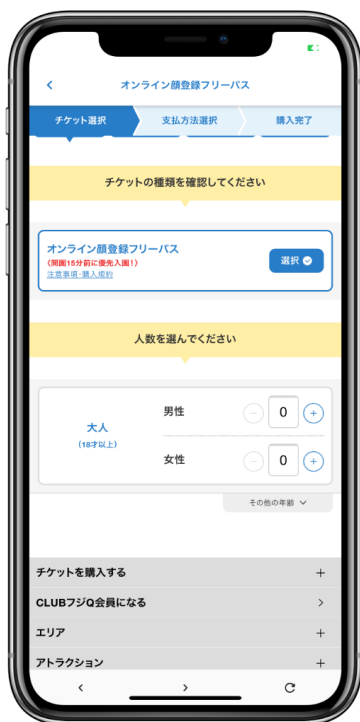 オンライン顔登録フリーパス
チケット選択
支払方法選択
購入完了
チケットの種類を確認してください
オンライン顔登録フリーパス
(開園15分前に優先入園!)
注意事項・購入規約
選択
人数を選んでください
大人
(18才以上)
男性
0
女性
0
その他の年齢
チケットを購入する
CLUBフジQ会員になる
エリア
アトラクション